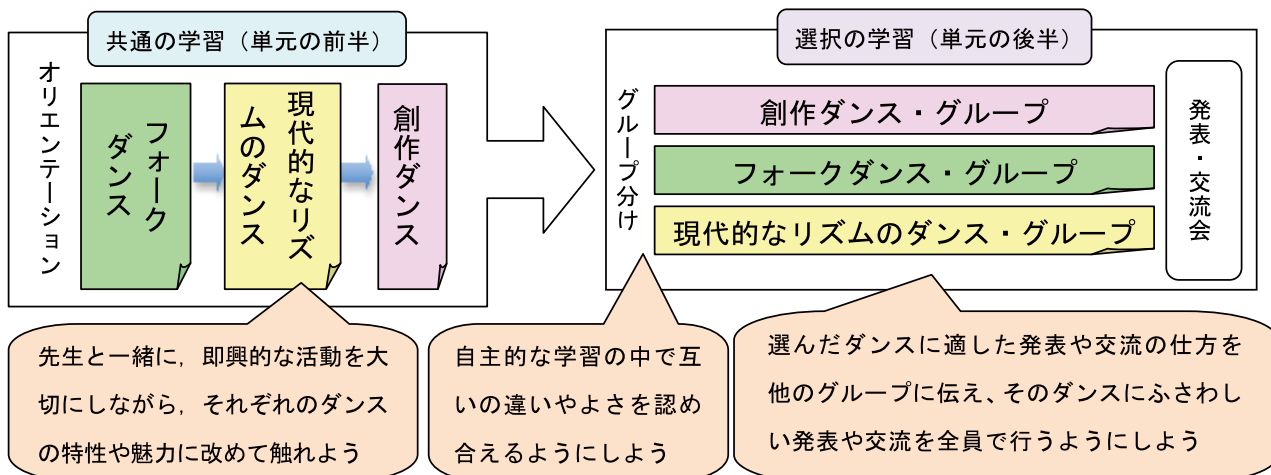 共通の学習（単元の前半）
オリエンテーション
フォーク
ダンス
現代的なリズ
ムのダンス
創作ダンス
選択の学習（単元の後半）
グループ分け
創作ダンス・グループ
フォークダンス・グループ
現代的なリズムのダンス・グループ
発表・交流会
先生と一緒に，即興的な活動を大
切にしながら，それぞれのダンス
の特性や魅力に改めて触れよう
自主的な学習の中で互
いの違いやよさを認め
合えるようにしよう
選んだダンスに適した発表や交流の仕方を
他のグループに伝え、そのダンスにふさわし
い発表や交流を全員で行うようにしよう